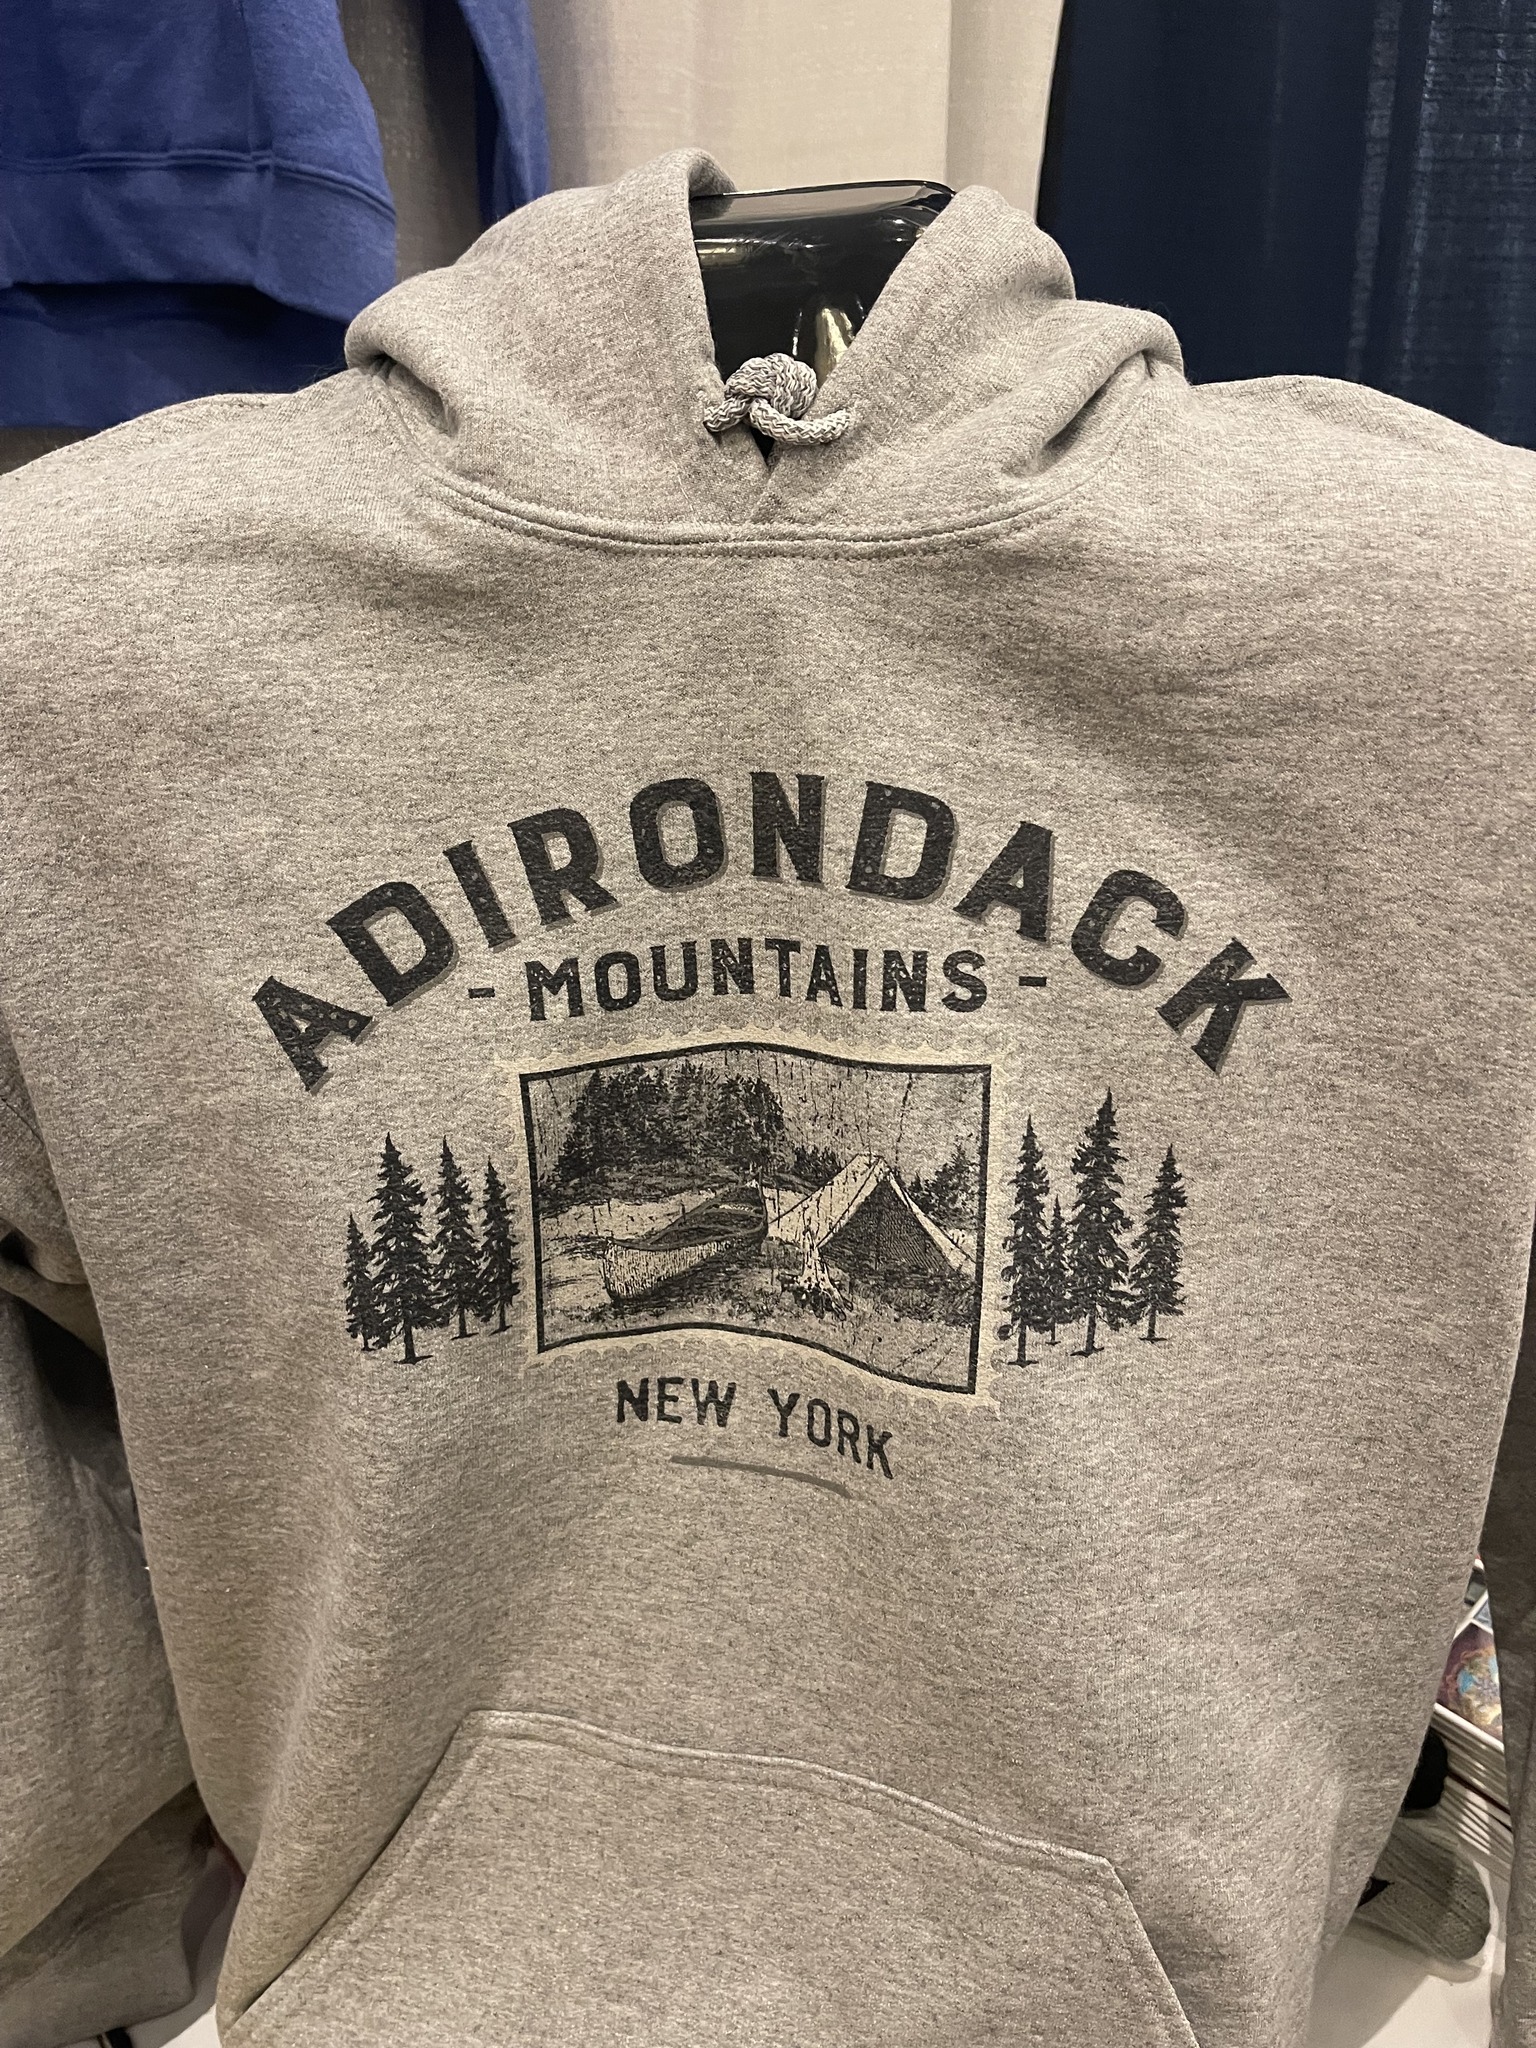 ADIRONDACK
- MOUNTAINS -
NEW YORK